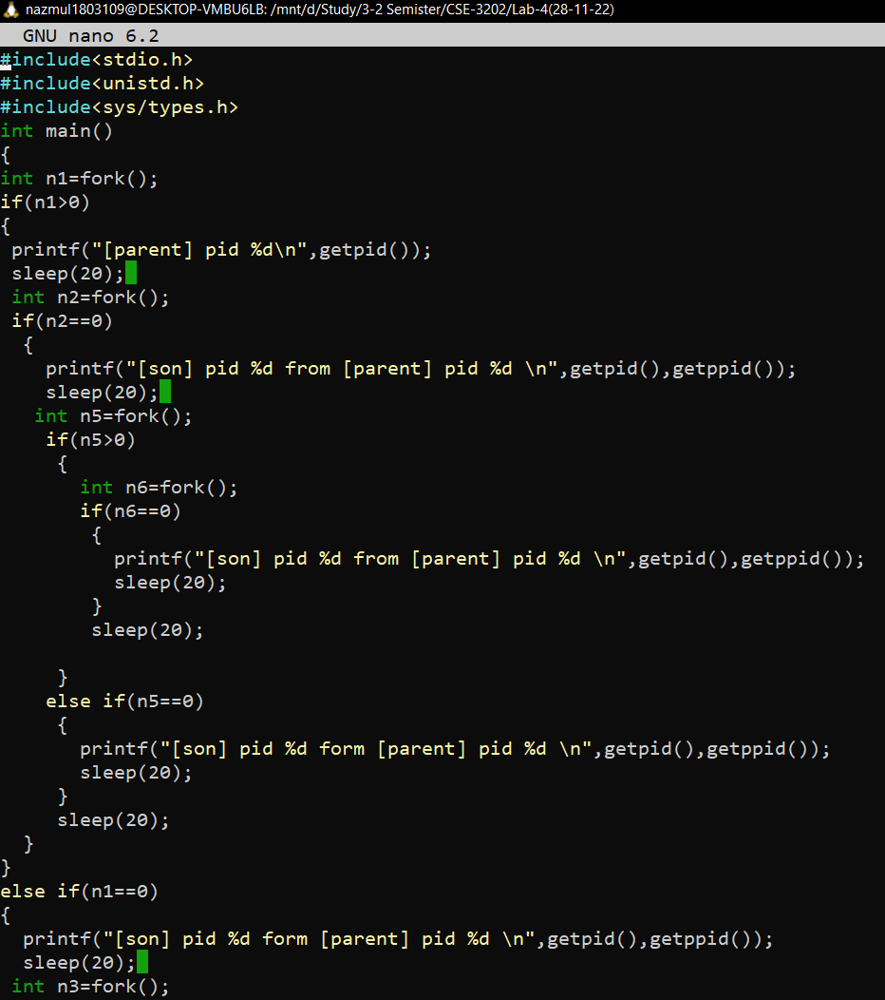 nazmul1803109@DESKTOP-VMBU6LB: /mnt/d/Study/3-2 Semister/CSE-3202/Lab-4(28-11-22)
  GNU nano 6.2
#include<stdio.h>
#include<unistd.h>
#include<sys/types.h>
int main()
{
int n1=fork();
if(n1>0)
{
 printf("[parent] pid %d\n",getpid());
 sleep(20);
 int n2=fork();
 if(n2==0)
  {
    printf("[son] pid %d from [parent] pid %d \n",getpid(),getppid());
    sleep(20);
   int n5=fork();
    if(n5>0)
     {
       int n6=fork();
       if(n6==0)
        {
          printf("[son] pid %d from [parent] pid %d \n",getpid(),getppid());
          sleep(20);
        }
        sleep(20);

     }
    else if(n5==0)
     {
       printf("[son] pid %d form [parent] pid %d \n",getpid(),getppid());
       sleep(20);
     }
     sleep(20);
  }
}
else if(n1==0)
{
  printf("[son] pid %d form [parent] pid %d \n",getpid(),getppid());
  sleep(20);
 int n3=fork();